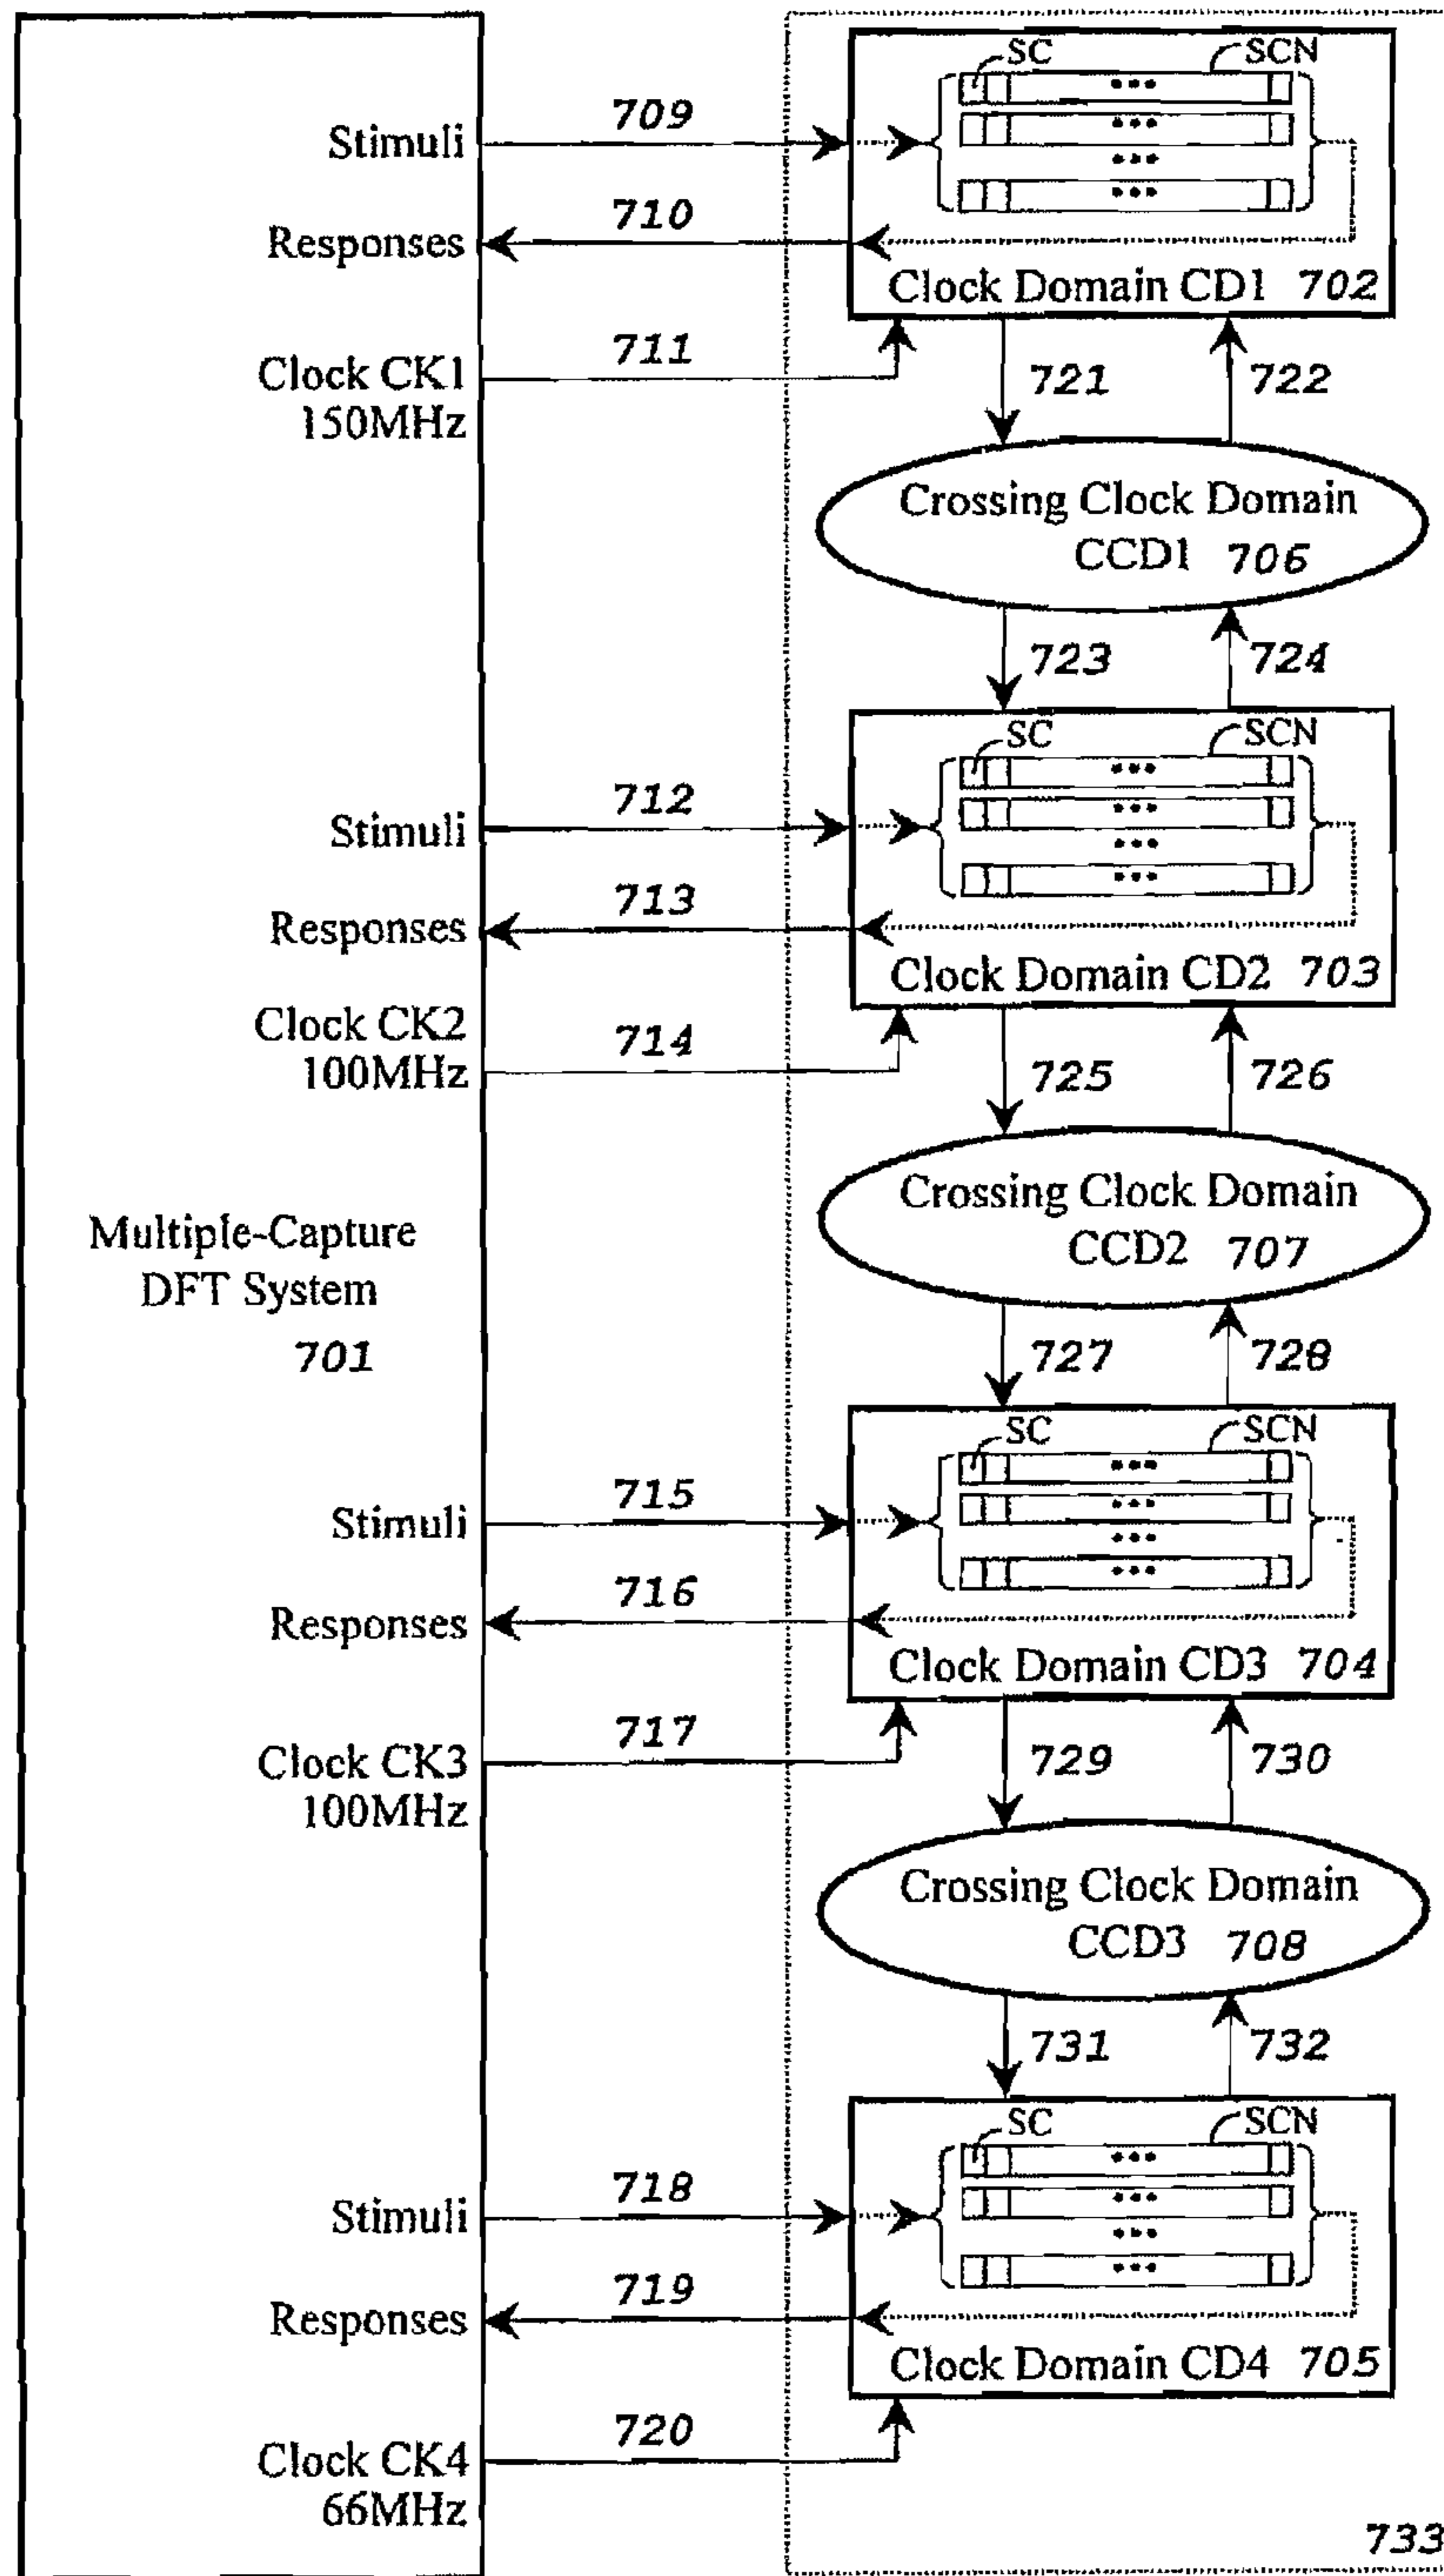 SC SCN
709
Stimuli
710
Responses
Clock Domain CD1 702
711
Clock CK1
150MHz
721 722
Crossing Clock Domain
CCD1 706
723 724
SC SCN
712
Stimuli
713
Responses
Clock Domain CD2 703
Clock CK2
714
100MHz
725 726
Crossing Clock Domain
CCD2 707
Multiple-Capture
DFT System
701
727 728
SC SCN
715
Stimuli
716
Responses
Clock Domain CD3 704
717
Clock CK3
100MHz
729 730
Crossing Clock Domain
CCD3 708
731 732
SC SCN
718
Stimuli
719
Responses
Clock Domain CD4 705
720
Clock CK4
66MHz
733